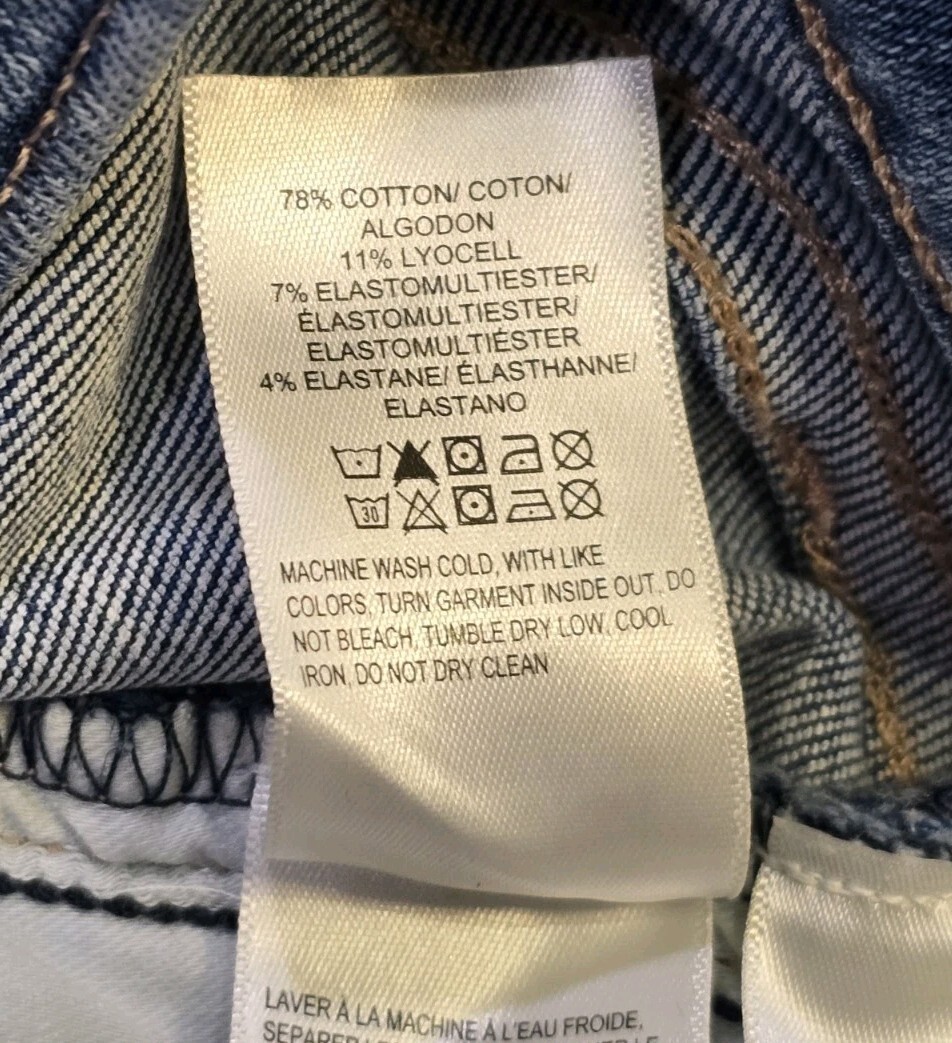 78% COTTON/ COTON/
ALGODON
11% LYOCELL
7% ELASTOMULTIESTER/
ÉLASTOMULTIESTER/
ELASTOMULTIÉSTER
4% ELASTANE/ ÉLASTHANNE/
ELASTANO
30
MACHINE WASH COLD, WITH LIKE
COLORS, TURN GARMENT INSIDE OUT, DO
NOT BLEACH, TUMBLE DRY LOW, COOL
IRON, DO NOT DRY CLEAN
LAVER À LA MACHINE À L'EAU FROIDE,